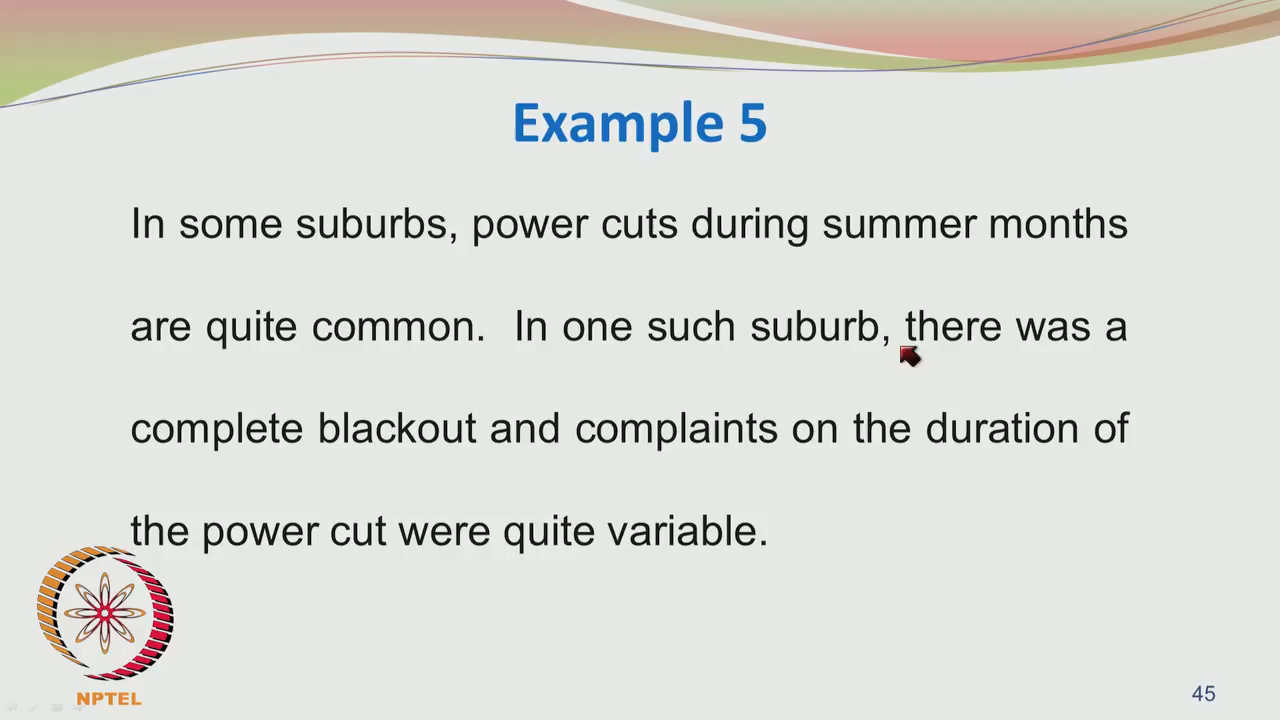 Example 5
In some suburbs, power cuts during summer months
are quite common. In one such suburb, there was a
complete blackout and complaints on the duration of
the power cut were quite variable.
NPTEL
45